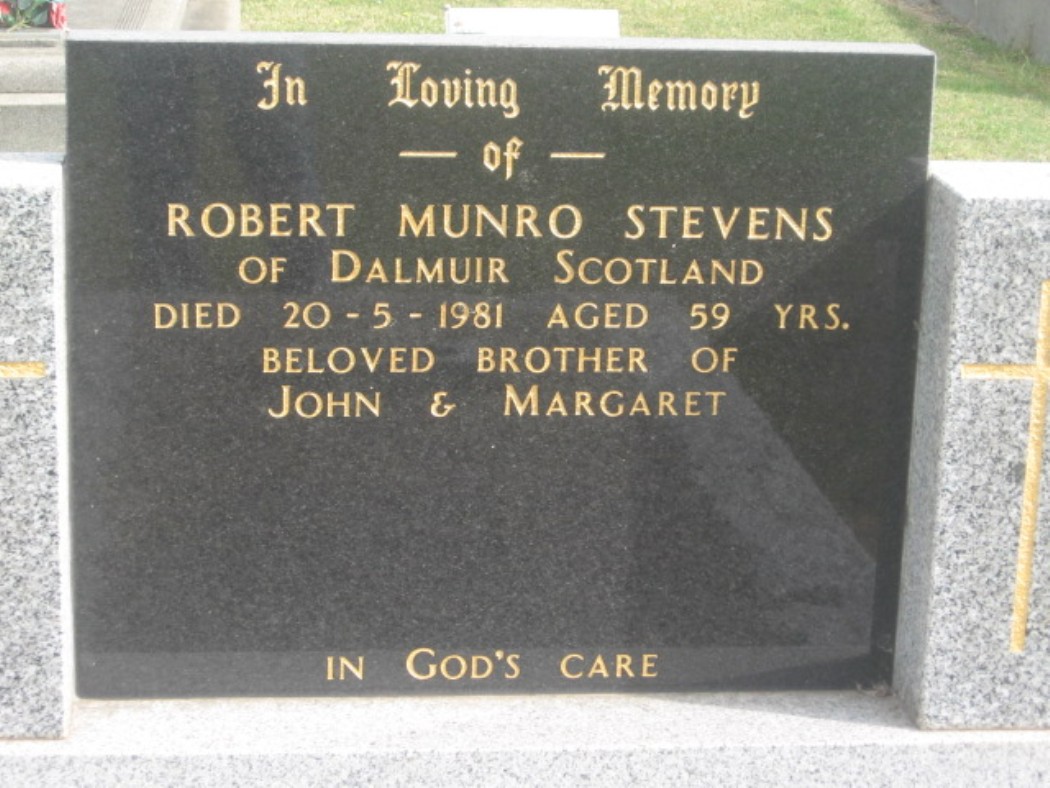 In Loving Memory
— of —
ROBERT MUNRO STEVENS
OF DALMUIR SCOTLAND
DIED 20-5-1981 AGED 59 YRS.
BELOVED BROTHER OF
JOHN & MARGARET
IN GOD'S CARE